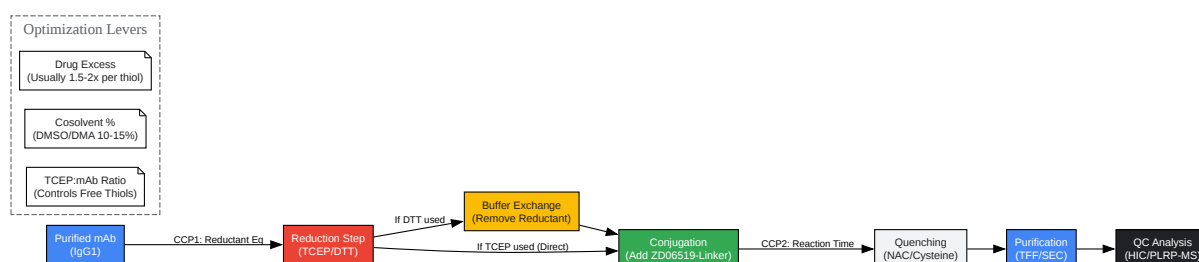 Optimization Levers
Drug Excess
(Usually 1.5-2x per thiol)
Cosolvent %
(DMSO/DMA 10-15%)
TCEP:mAb Ratio
(Controls Free Thiols)
Purified mAb
(IgG1)
CCP1: Reductant Eq
Reduction Step
(TCEP/DTT)
If DTT used
Buffer Exchange
(Remove Reductant)
If TCEP used (Direct)
Conjugation
(Add ZD06519-Linker)
CCP2: Reaction Time
Quenching
(NAC/Cysteine)
Purification
(TFF/SEC)
QC Analysis
(HIC/PLRP-MS)